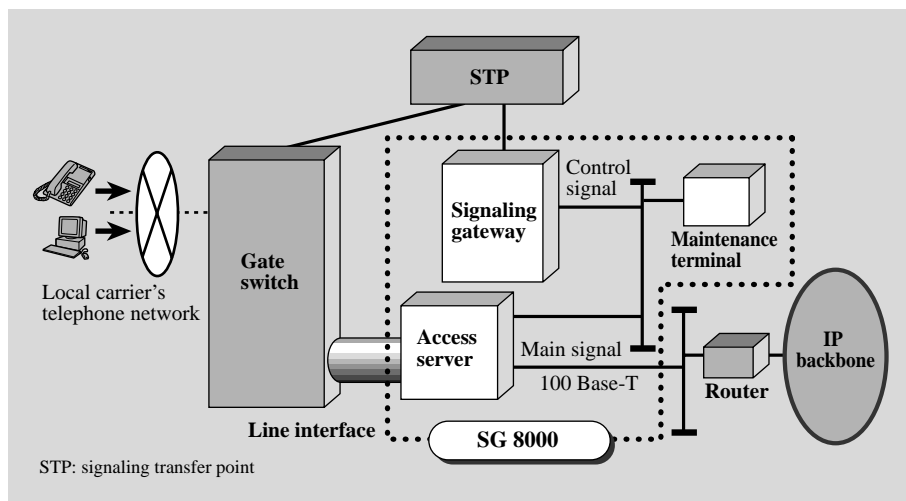 STP
Control
signal
Signaling
gateway
Maintenance
terminal
Gate
switch
Local carrier's
telephone network
Access
server
Main signal
100 Base-T
IP
backbone
Router
Line interface
SG 8000
STP: signaling transfer point